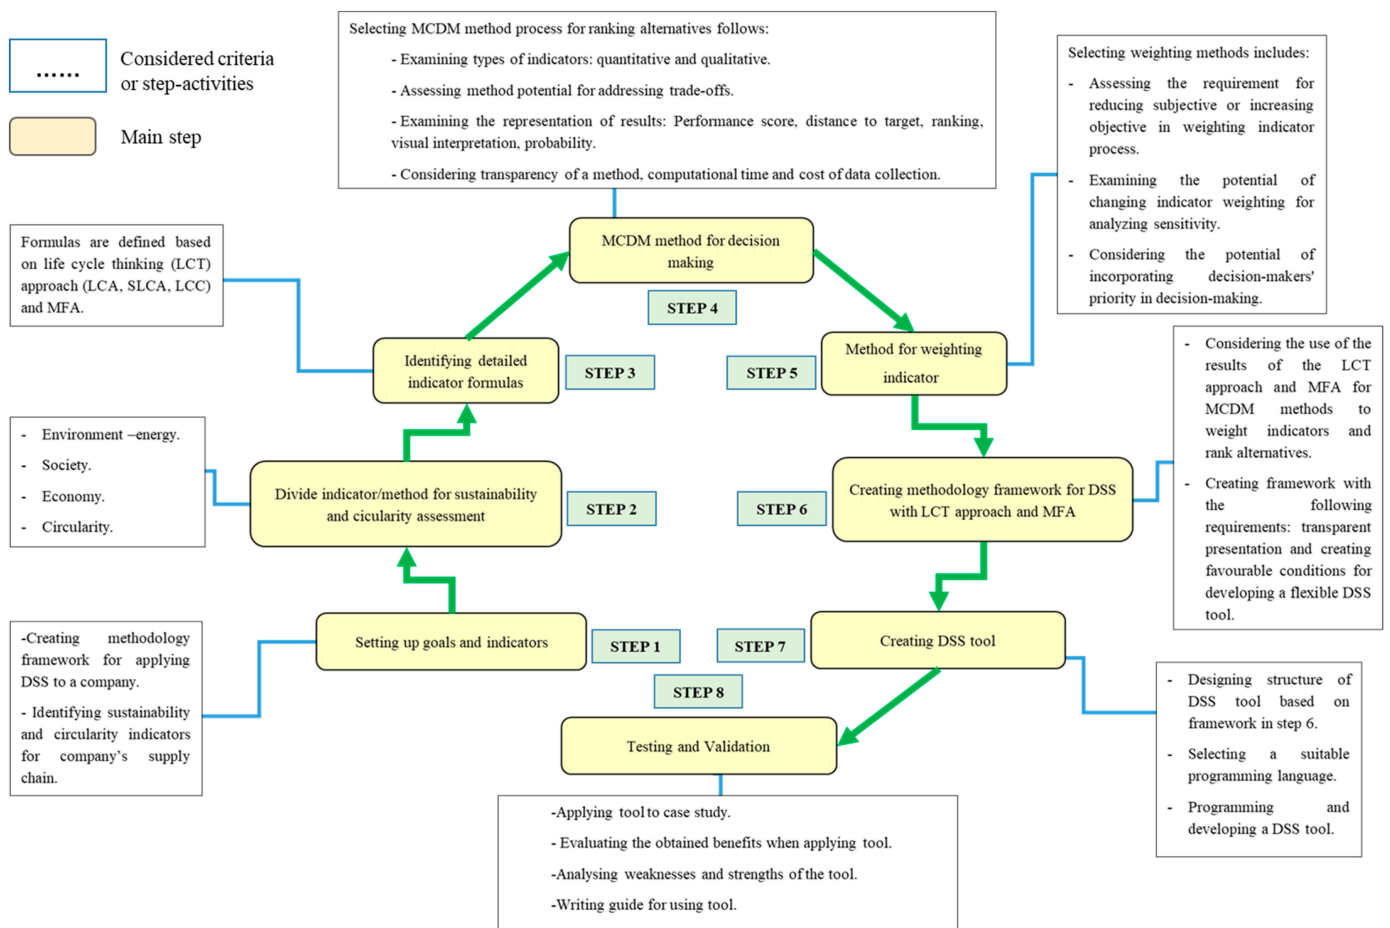 ......
Considered criteria
or step-activities
Main step
Selecting MCDM method process for ranking alternatives follows:
- Examining types of indicators: quantitative and qualitative.
- Assessing method potential for addressing trade-offs.
- Examining the representation of results: Performance score, distance to target, ranking,
visual interpretation, probability.
- Considering transparency of a method, computational time and cost of data collection.
Selecting weighting methods includes:
- Assessing the requirement for
reducing subjective or increasing
objective in weighting indicator
process.
- Examining the potential of
changing indicator weighting for
analyzing sensitivity.
- Considering the potential of
incorporating decision-makers'
priority in decision-making.
Formulas are defined based
on life cycle thinking (LCT)
approach (LCA, SLCA, LCC)
and MFA.
MCDM method for decision
making
STEP 4
Identifying detailed
indicator formulas
STEP 3
STEP 5
Method for weighting
indicator
- Considering the use of the
results of the LCT
approach and MFA for
MCDM methods to
weight indicators and
rank alternatives.
- Creating framework with
the following
requirements: transparent
presentation and creating
favourable conditions for
developing a flexible DSS
tool.
- Environment –energy.
- Society.
- Economy.
- Circularity.
Divide indicator/method for sustainability
and cicularity assessment
STEP 2
STEP 6
Creating methodology framework for DSS
with LCT approach and MFA
-Creating methodology
framework for applying
DSS to a company.
- Identifying sustainability
and circularity indicators
for company’s supply
chain.
Setting up goals and indicators
STEP 1
STEP 7
Creating DSS tool
STEP 8
Testing and Validation
- Designing structure of
DSS tool based on
framework in step 6.
- Selecting a suitable
programming language.
- Programming and
developing a DSS tool.
-Applying tool to case study.
- Evaluating the obtained benefits when applying tool.
-Analysing weaknesses and strengths of the tool.
-Writing guide for using tool.